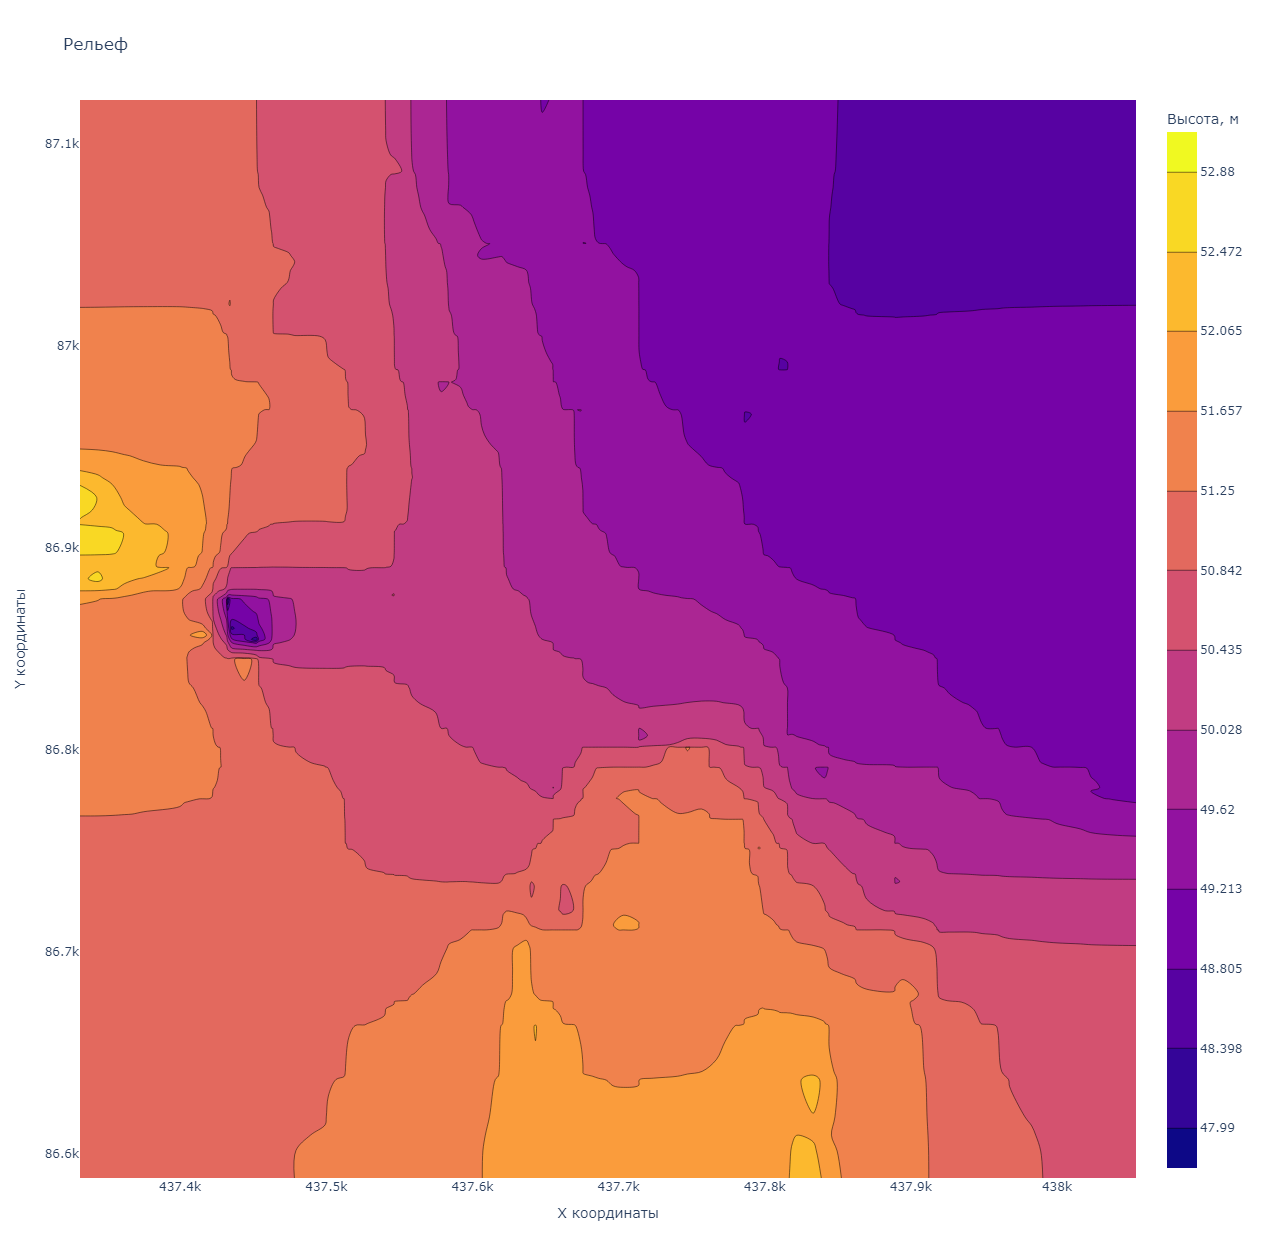 Рельеф
Высота, м
52.88
52.472
52.065
51.657
51.25
50.842
50.435
50.028
49.62
49.213
48.805
48.398
47.99
87.1k
87k
86.9k
86.8k
86.7k
86.6k
Y координаты
437.4k
437.5k
437.6k
437.7k
437.8k
437.9k
438k
X координаты